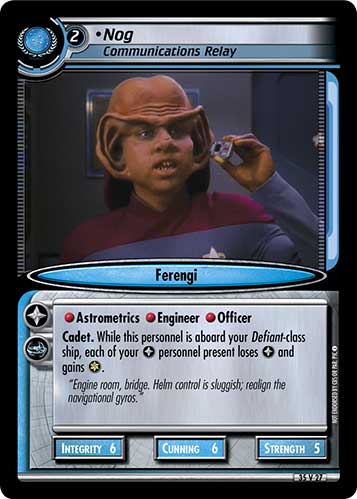 2
•Nog
Communications Relay
Ferengi
Astrometrics Engineer Officer
Cadet. While this personnel is aboard your Defiant-class
ship, each of your personnel present loses and
gains .
"Engine room, bridge. Helm control is sluggish; realign the
navigational gyros."
INTEGRITY 6 CUNNING 6 STRENGTH 5
35 V 27